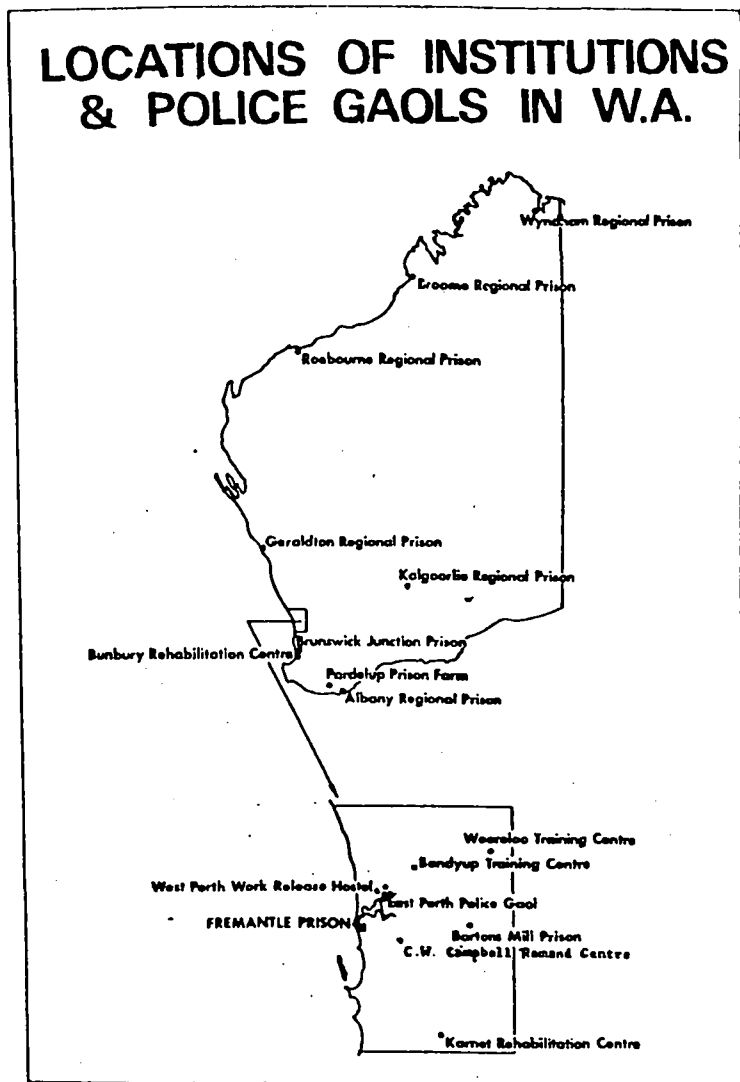 LOCATIONS OF INSTITUTIONS
& POLICE GAOLS IN W.A.
Wyndham Regional Prison
Broome Regional Prison
Roebourne Regional Prison
Geraldton Regional Prison
Kalgoorlie Regional Prison
Brunswick Junction Prison
Bunbury Rehabilitation Centre
Pardelup Prison Farm
Albany Regional Prison
Wooroloo Training Centre
Bandyup Training Centre
West Perth Work Release Hostel
East Perth Police Gaol
FREMANTLE PRISON
Bartons Mill Prison
C.W. Campbell Remand Centre
Karnet Rehabilitation Centre